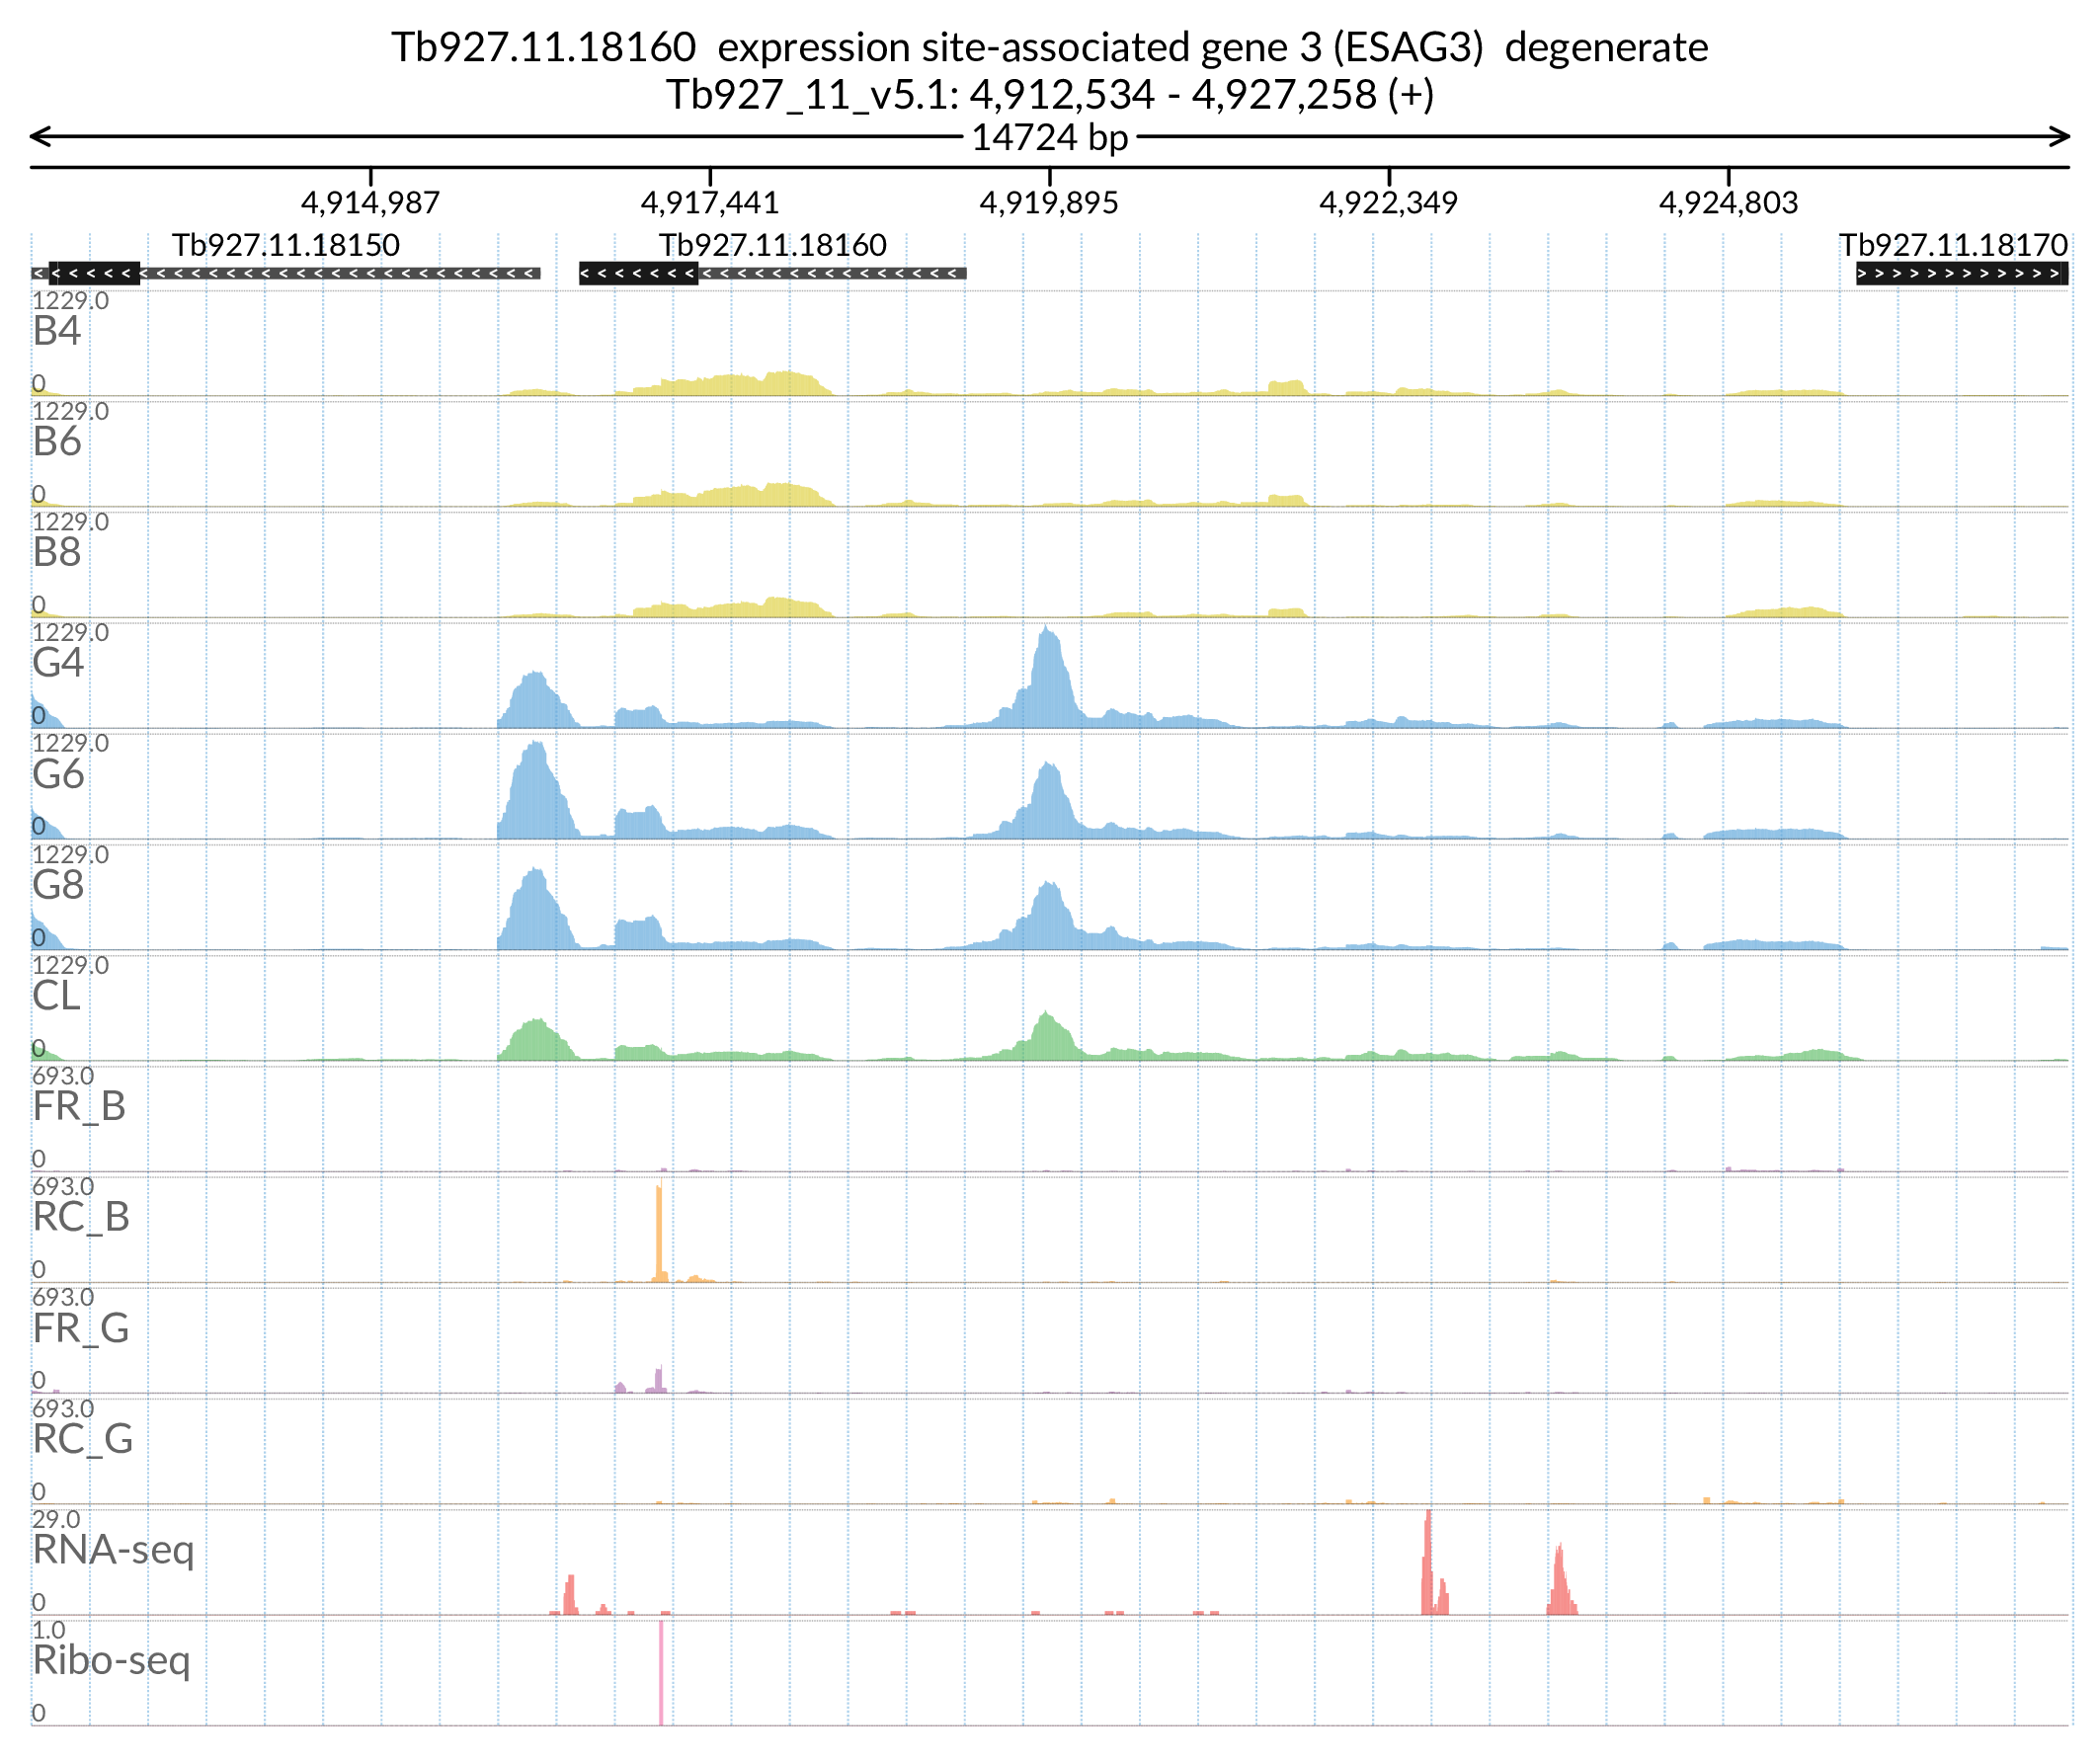 Tb927.11.18160 expression site-associated gene 3 (ESAG3) degenerate
Tb927_11_v5.1: 4,912,534 - 4,927,258 (+)
14724 bp
4,914,987 4,917,441 4,919,895 4,922,349 4,924,803
Tb927.11.18150 Tb927.11.18160 Tb927.11.18170
1229.0
B4
0
1229.0
B6
0
1229.0
B8
0
1229.0
G4
0
1229.0
G6
0
1229.0
G8
0
1229.0
CL
0
693.0
FR_B
0
693.0
RC_B
0
693.0
FR_G
0
693.0
RC_G
0
29.0
RNA-seq
0
1.0
Ribo-seq
0